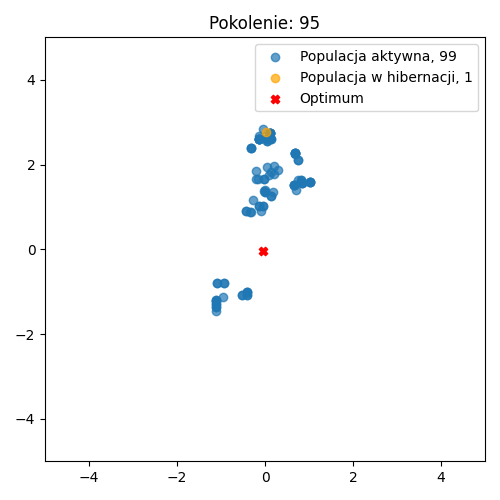 Pokolenie: 95
Populacja aktywna, 99
Populacja w hibernacji, 1
Optimum
4
2
0
−2
−4
−4
−2
0
2
4